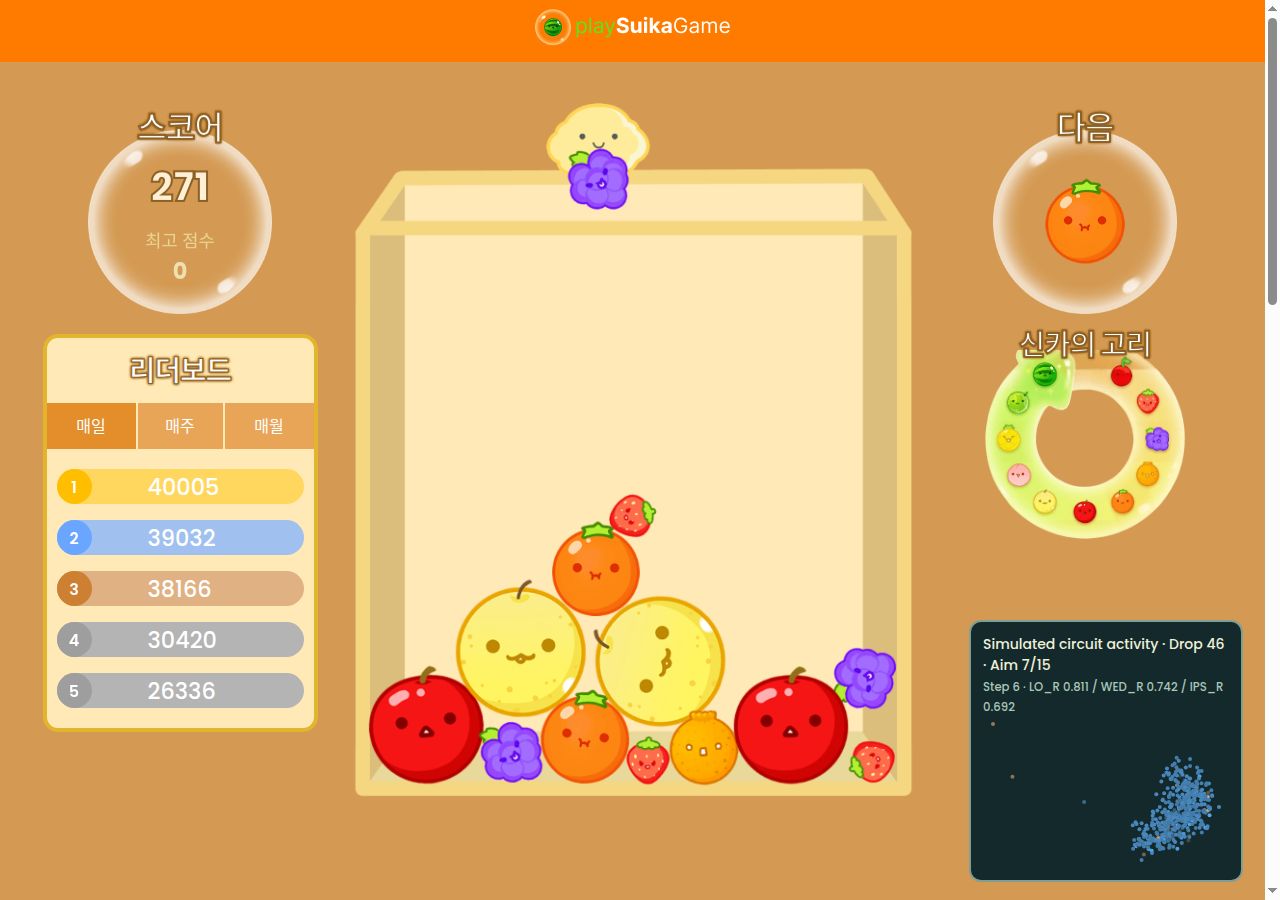 playSuikaGame
스코어
271
최고 점수
0
리더보드
매일 매주 매월
1 40005
2 39032
3 38166
4 30420
5 26336
다음
신카의 고리
Simulated circuit activity · Drop 46
· Aim 7/15
Step 6 · LO_R 0.811 / WED_R 0.742 / IPS_R
0.692